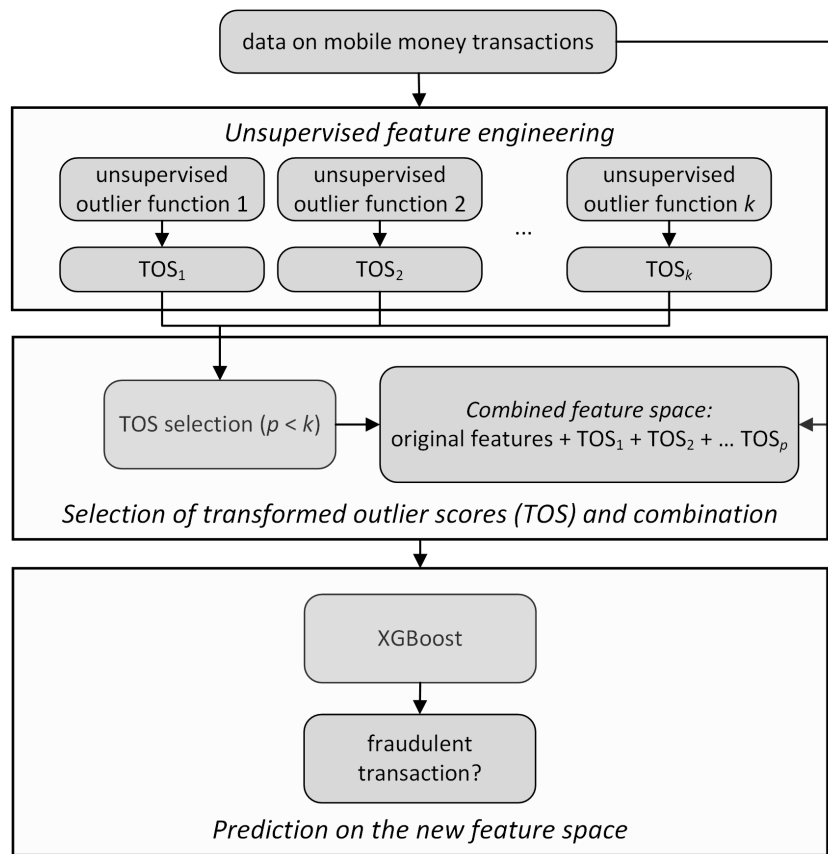 data on mobile money transactions
Unsupervised feature engineering
unsupervised
outlier function 1
unsupervised
outlier function 2
unsupervised
outlier function k
...
TOS₁
TOS₂
TOSₖ
TOS selection (p < k)
Combined feature space:
original features + TOS₁ + TOS₂ + ... TOSₚ
Selection of transformed outlier scores (TOS) and combination
XGBoost
fraudulent
transaction?
Prediction on the new feature space